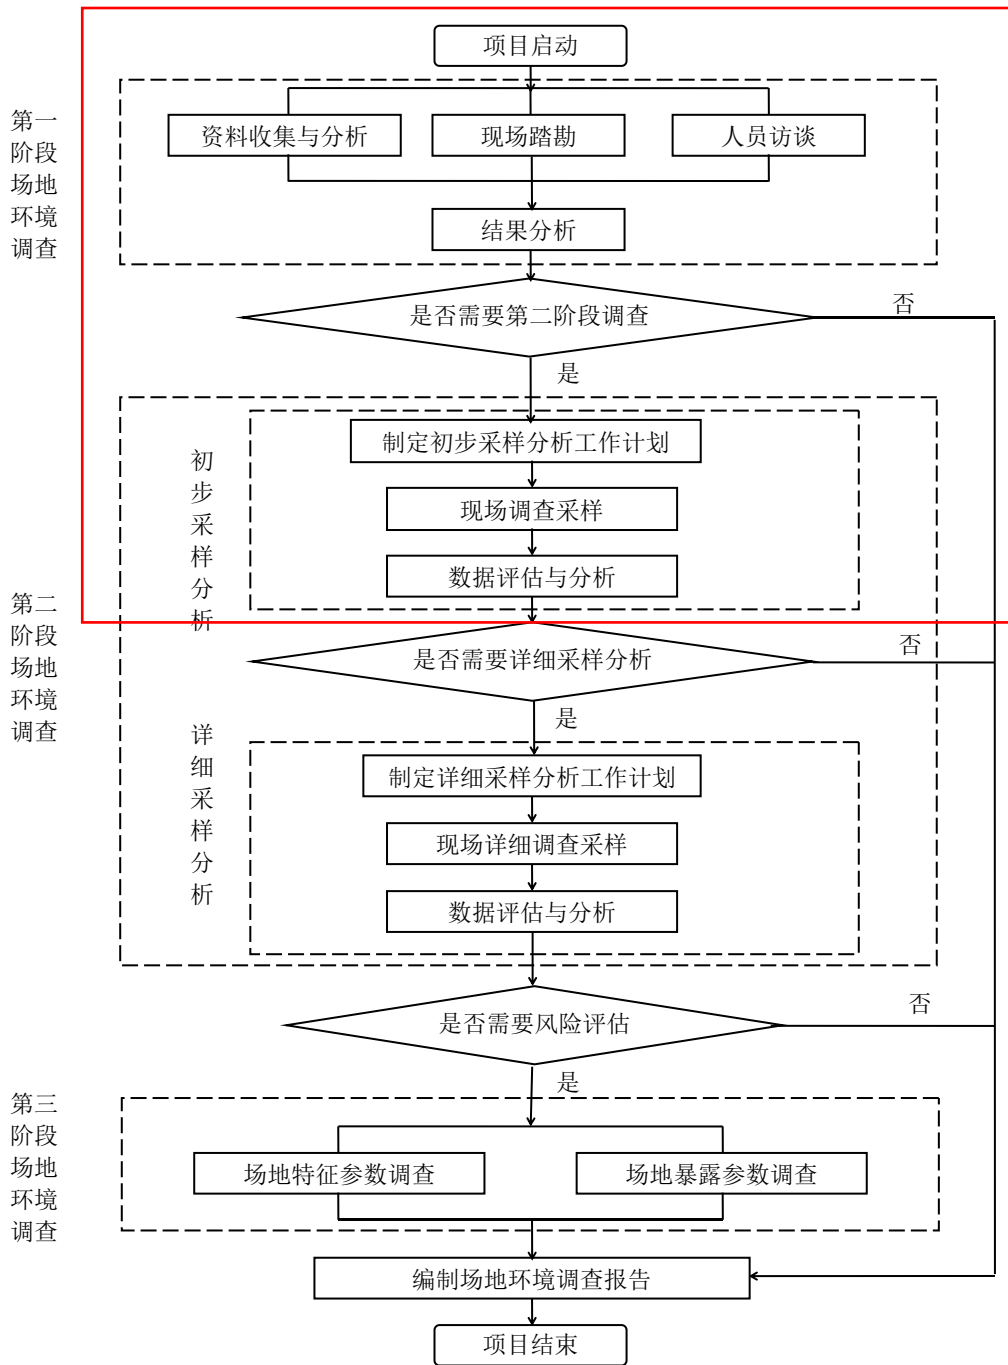 项目启动
第一
阶段
场地
环境
调查
资料收集与分析
现场踏勘
人员访谈
结果分析
是否需要第二阶段调查
否
是
第二
阶段
场地
环境
调查
初
步
采
样
分
析
制定初步采样分析工作计划
现场调查采样
数据评估与分析
是否需要详细采样分析
否
是
详
细
采
样
分
析
制定详细采样分析工作计划
现场详细调查采样
数据评估与分析
是否需要风险评估
否
是
第三
阶段
场地
环境
调查
场地特征参数调查
场地暴露参数调查
编制场地环境调查报告
项目结束